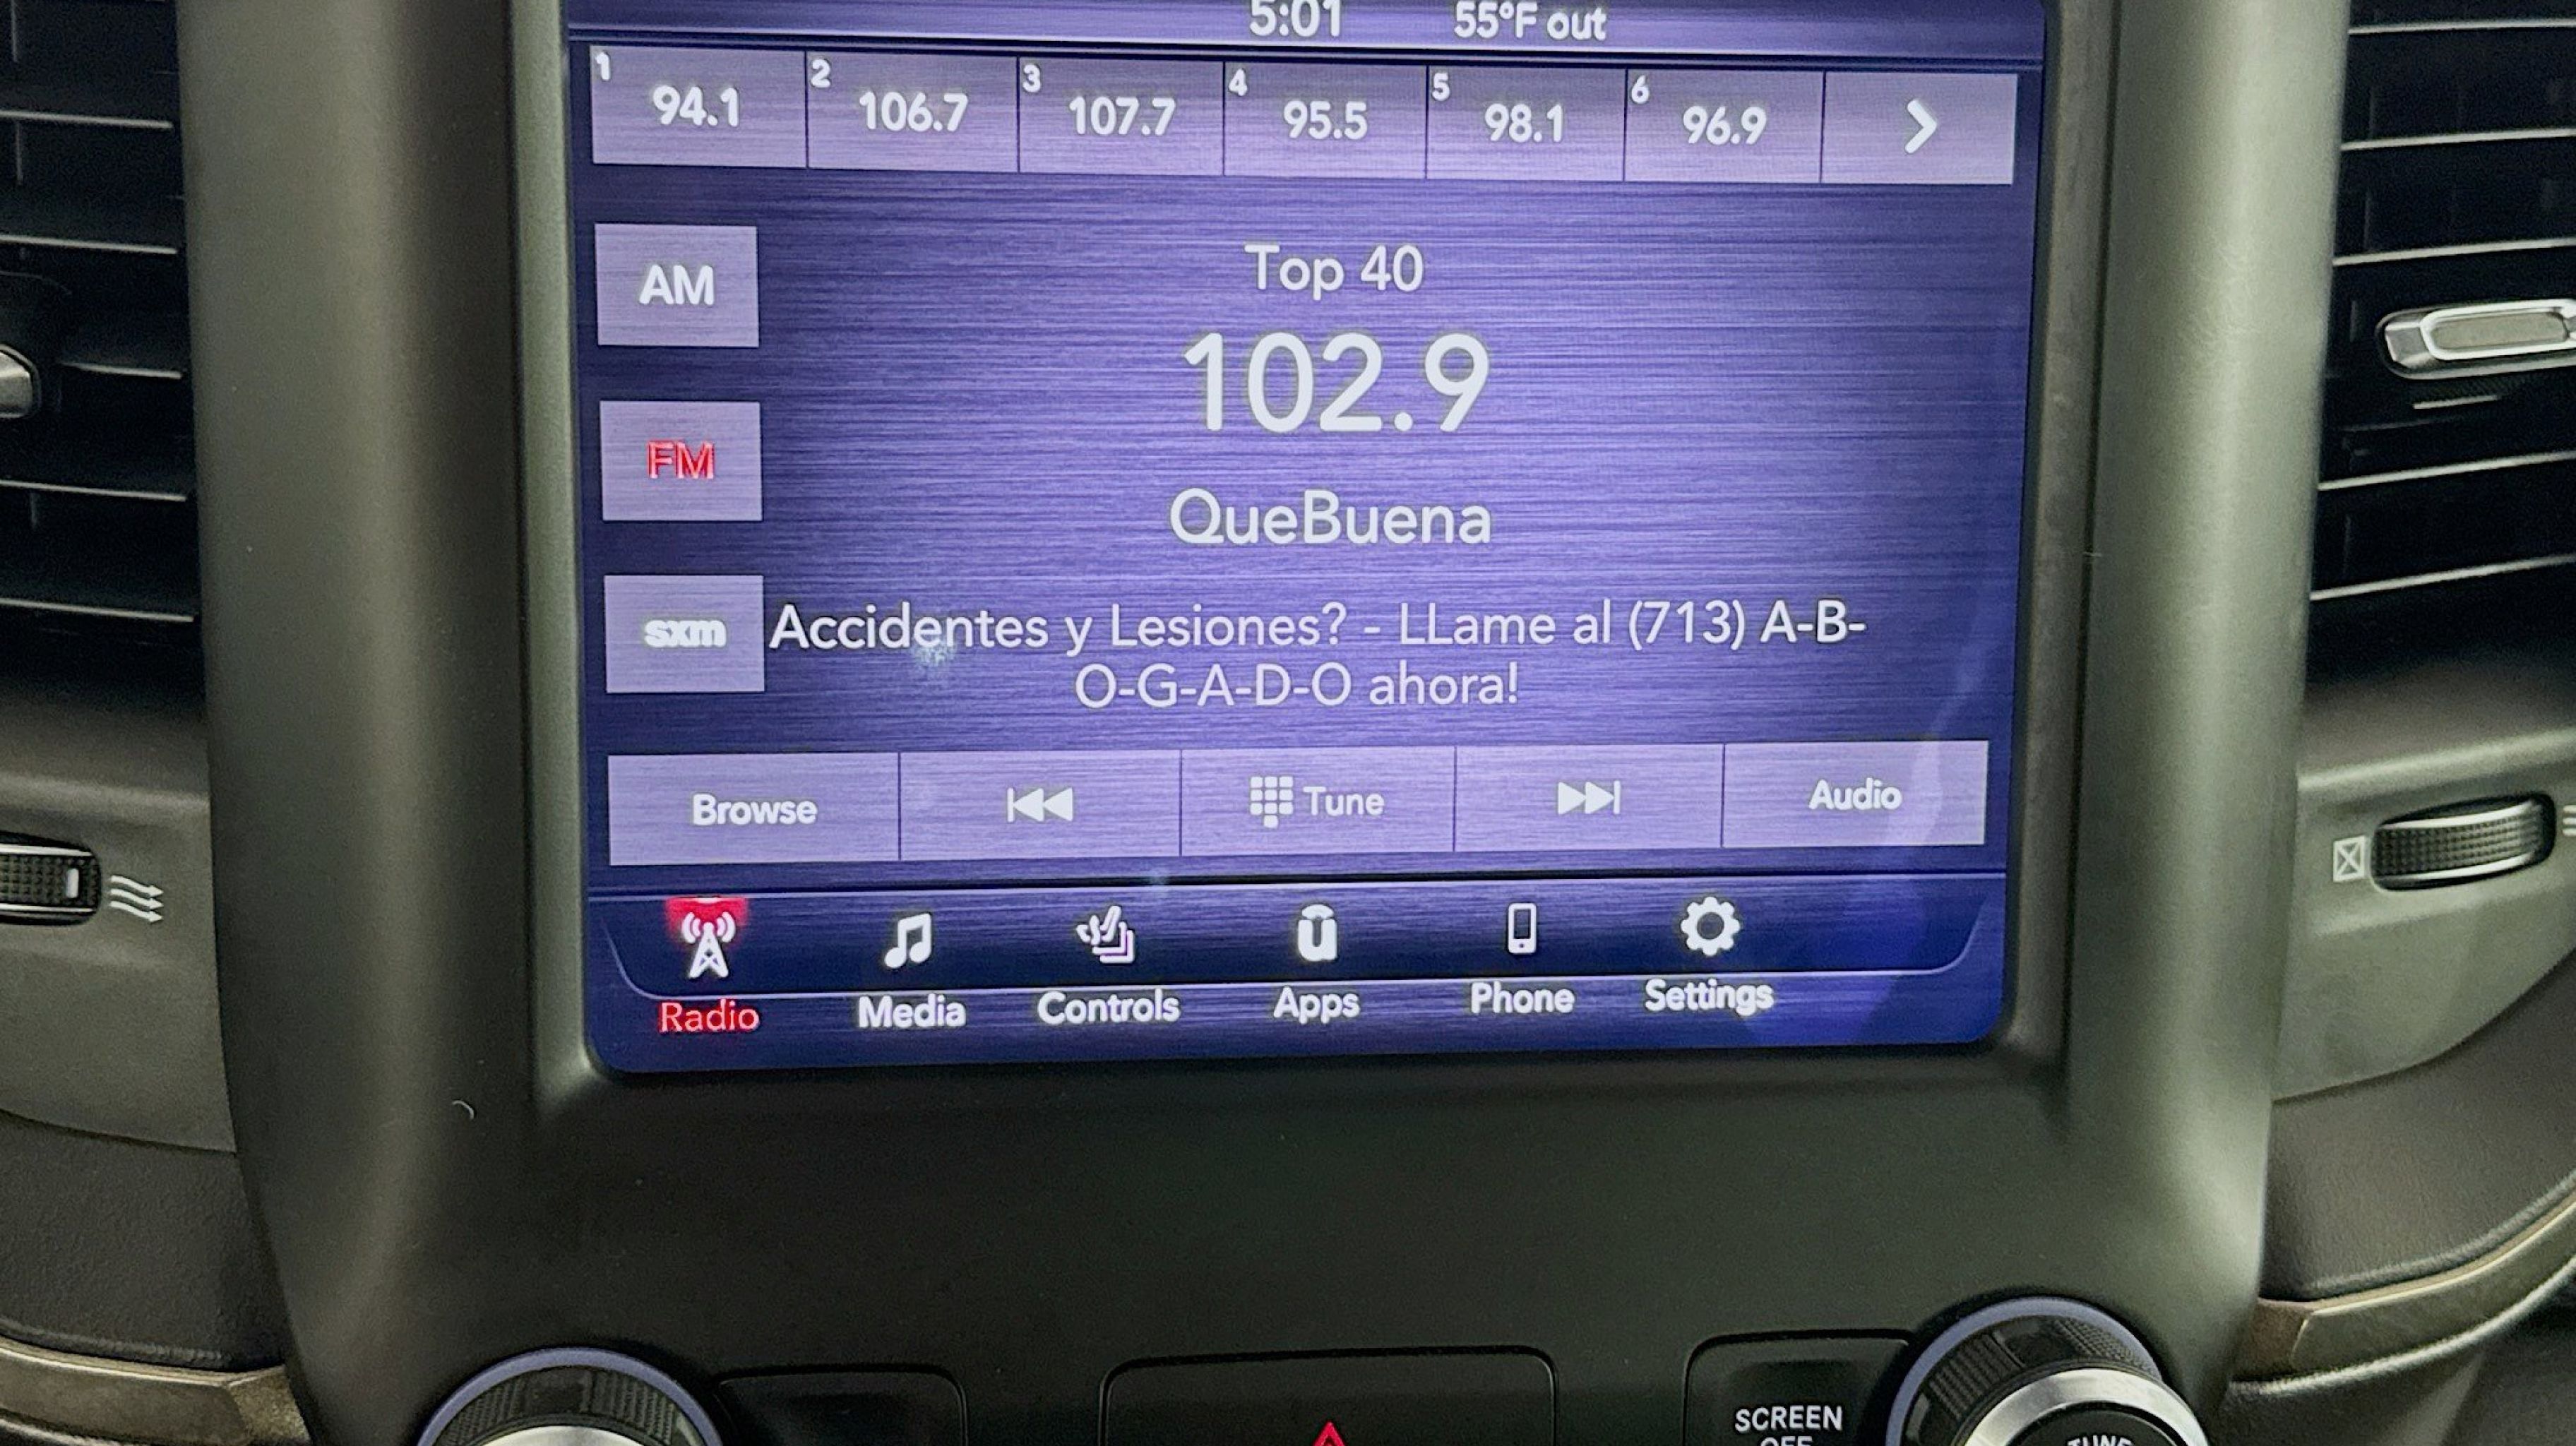 5:01 55°F out
1 94.1 2 106.7 3 107.7 4 95.5 5 98.1 6 96.9
Top 40
AM
102.9
FM
QueBuena
sxm
Accidentes y Lesiones? - LLame al (713) A-B-
O-G-A-D-O ahora!
Browse Tune Audio
Radio Media Controls Apps Phone Settings
SCREEN
OFF
TUNE